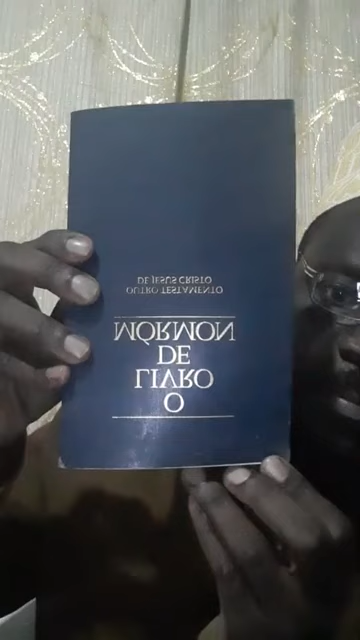 O
LIVRO
DE
MÓRMON
OUTRO TESTAMENTO
DE JESUS CRISTO